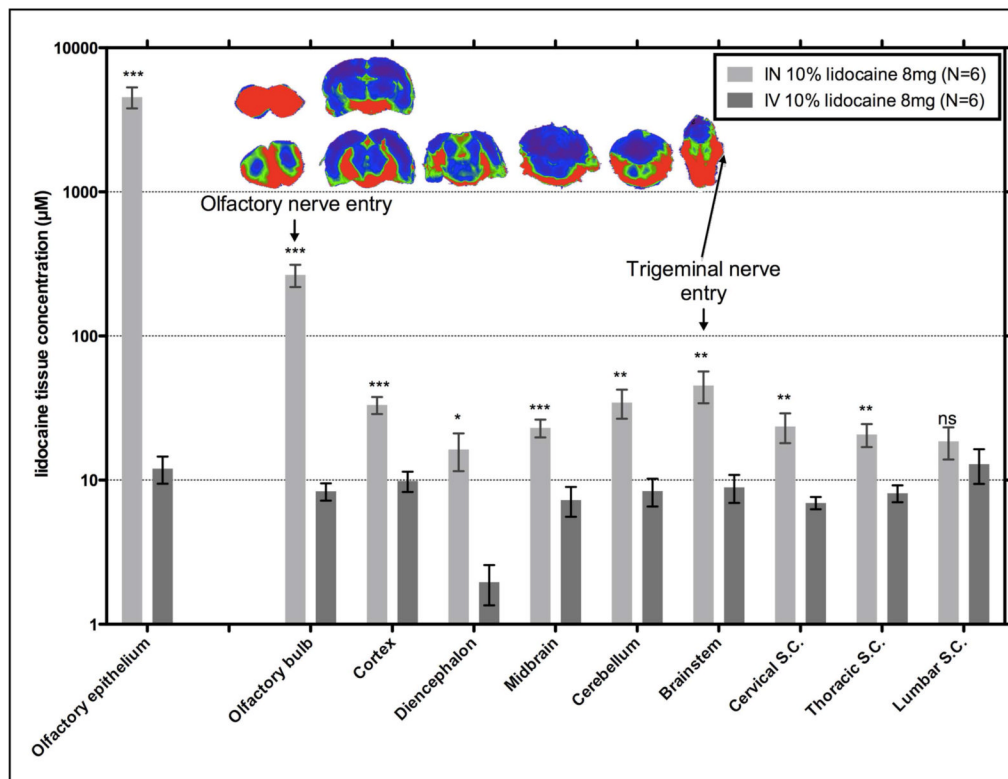 10000
1000
100
10
1
lidocaine tissue concentration (µM)
IN 10% lidocaine 8mg (N=6)
IV 10% lidocaine 8mg (N=6)
***
Olfactory nerve entry
***
Trigeminal nerve
entry
***
*
***
**
**
**
**
ns
Olfactory epithelium
Olfactory bulb
Cortex
Diencephalon
Midbrain
Cerebellum
Brainstem
Cervical S.C.
Thoracic S.C.
Lumbar S.C.